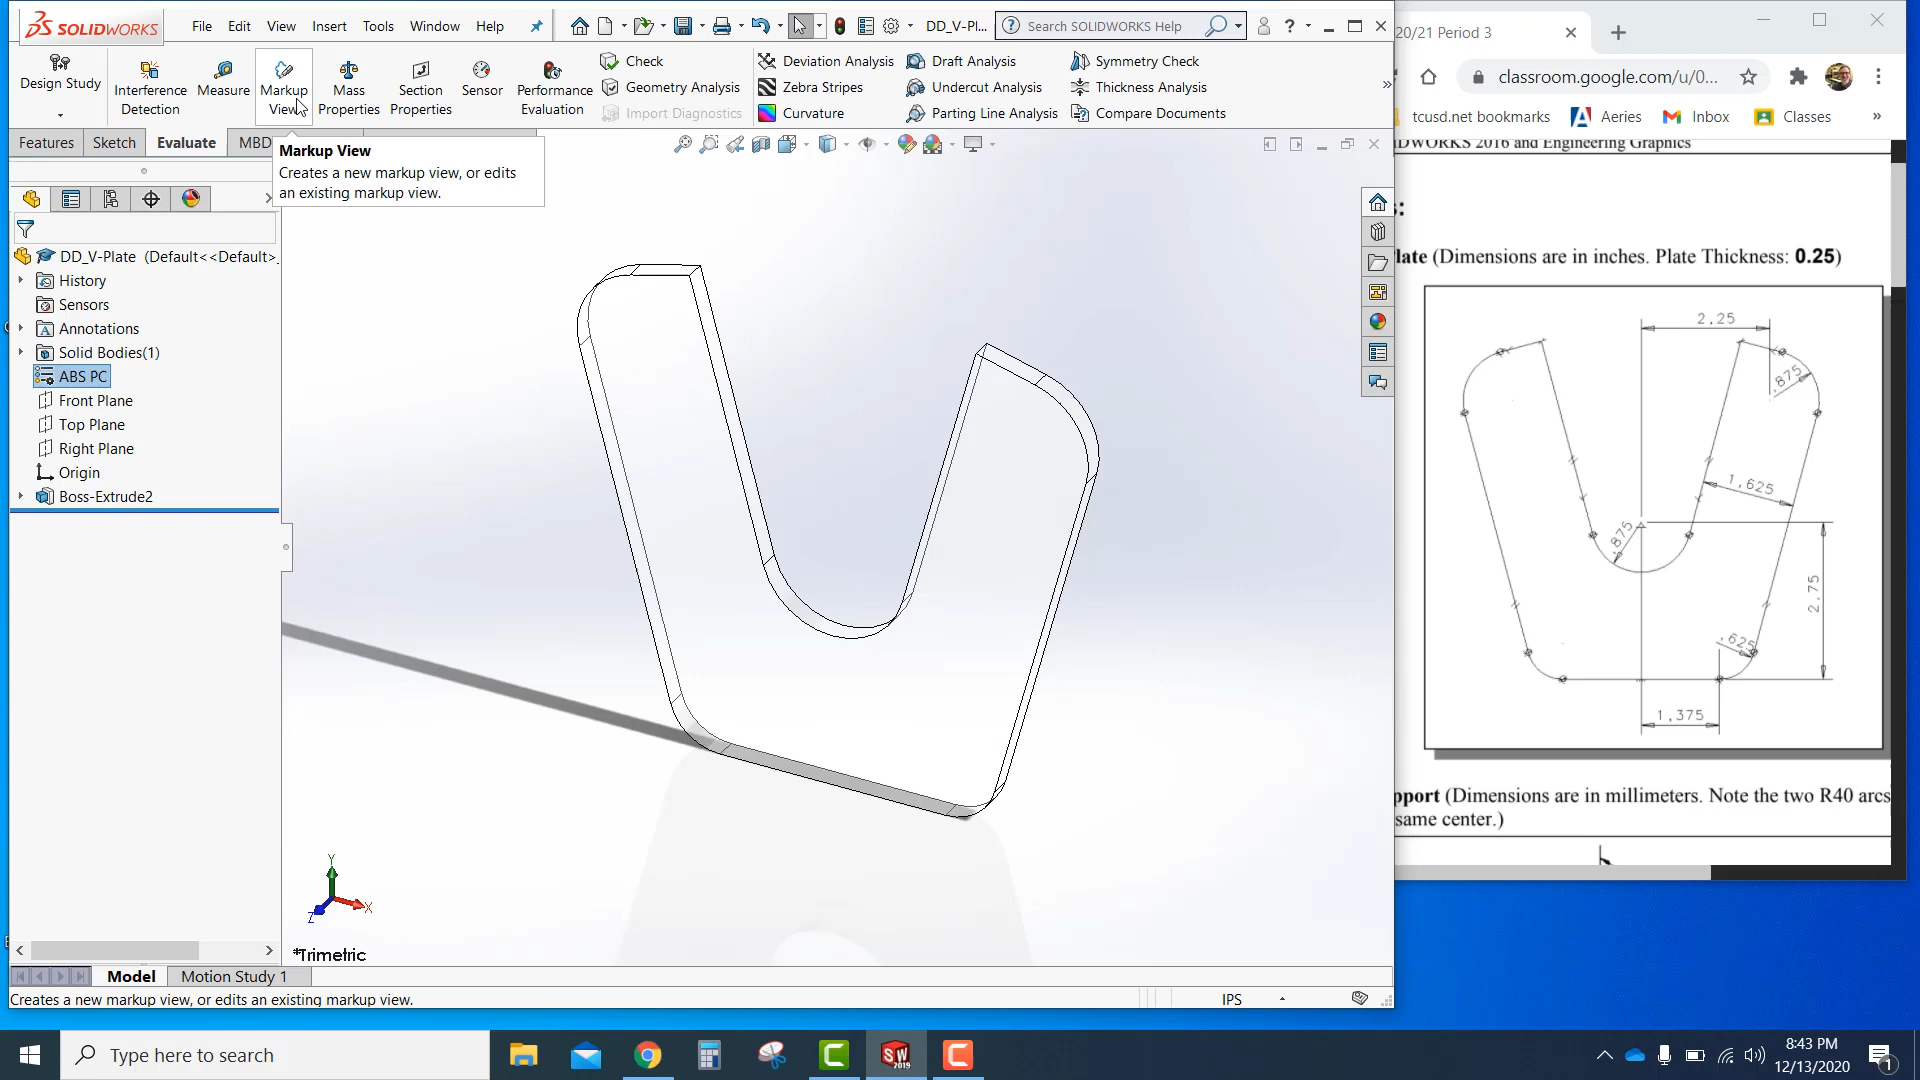 SOLIDWORKS
File Edit View Insert Tools Window Help
DD_V-Pl...
Search SOLIDWORKS Help
Design Study
Interference Detection
Measure
Markup View
Mass Properties
Section Properties
Sensor
Performance Evaluation
Check
Geometry Analysis
Import Diagnostics
Deviation Analysis
Zebra Stripes
Curvature
Draft Analysis
Undercut Analysis
Parting Line Analysis
Symmetry Check
Thickness Analysis
Compare Documents
Features Sketch Evaluate MBD
Markup View
Creates a new markup view, or edits
an existing markup view.
DD_V-Plate (Default<<Default>_
History
Sensors
Annotations
Solid Bodies(1)
ABS PC
Front Plane
Top Plane
Right Plane
Origin
Boss-Extrude2
Y
X
Z
*Trimetric
Model Motion Study 1
Creates a new markup view, or edits an existing markup view.
IPS
20/21 Period 3
classroom.google.com/u/0...
tcusd.net bookmarks Aeries Inbox Classes
DWORKS 2016 and Engineering Graphics
s:
late (Dimensions are in inches. Plate Thickness: 0.25)
2,25
,875
1,625
,875
2,75
,625
1,375
pport (Dimensions are in millimeters. Note the two R40 arcs
same center.)
Type here to search
SW
2019
8:43 PM
12/13/2020
1